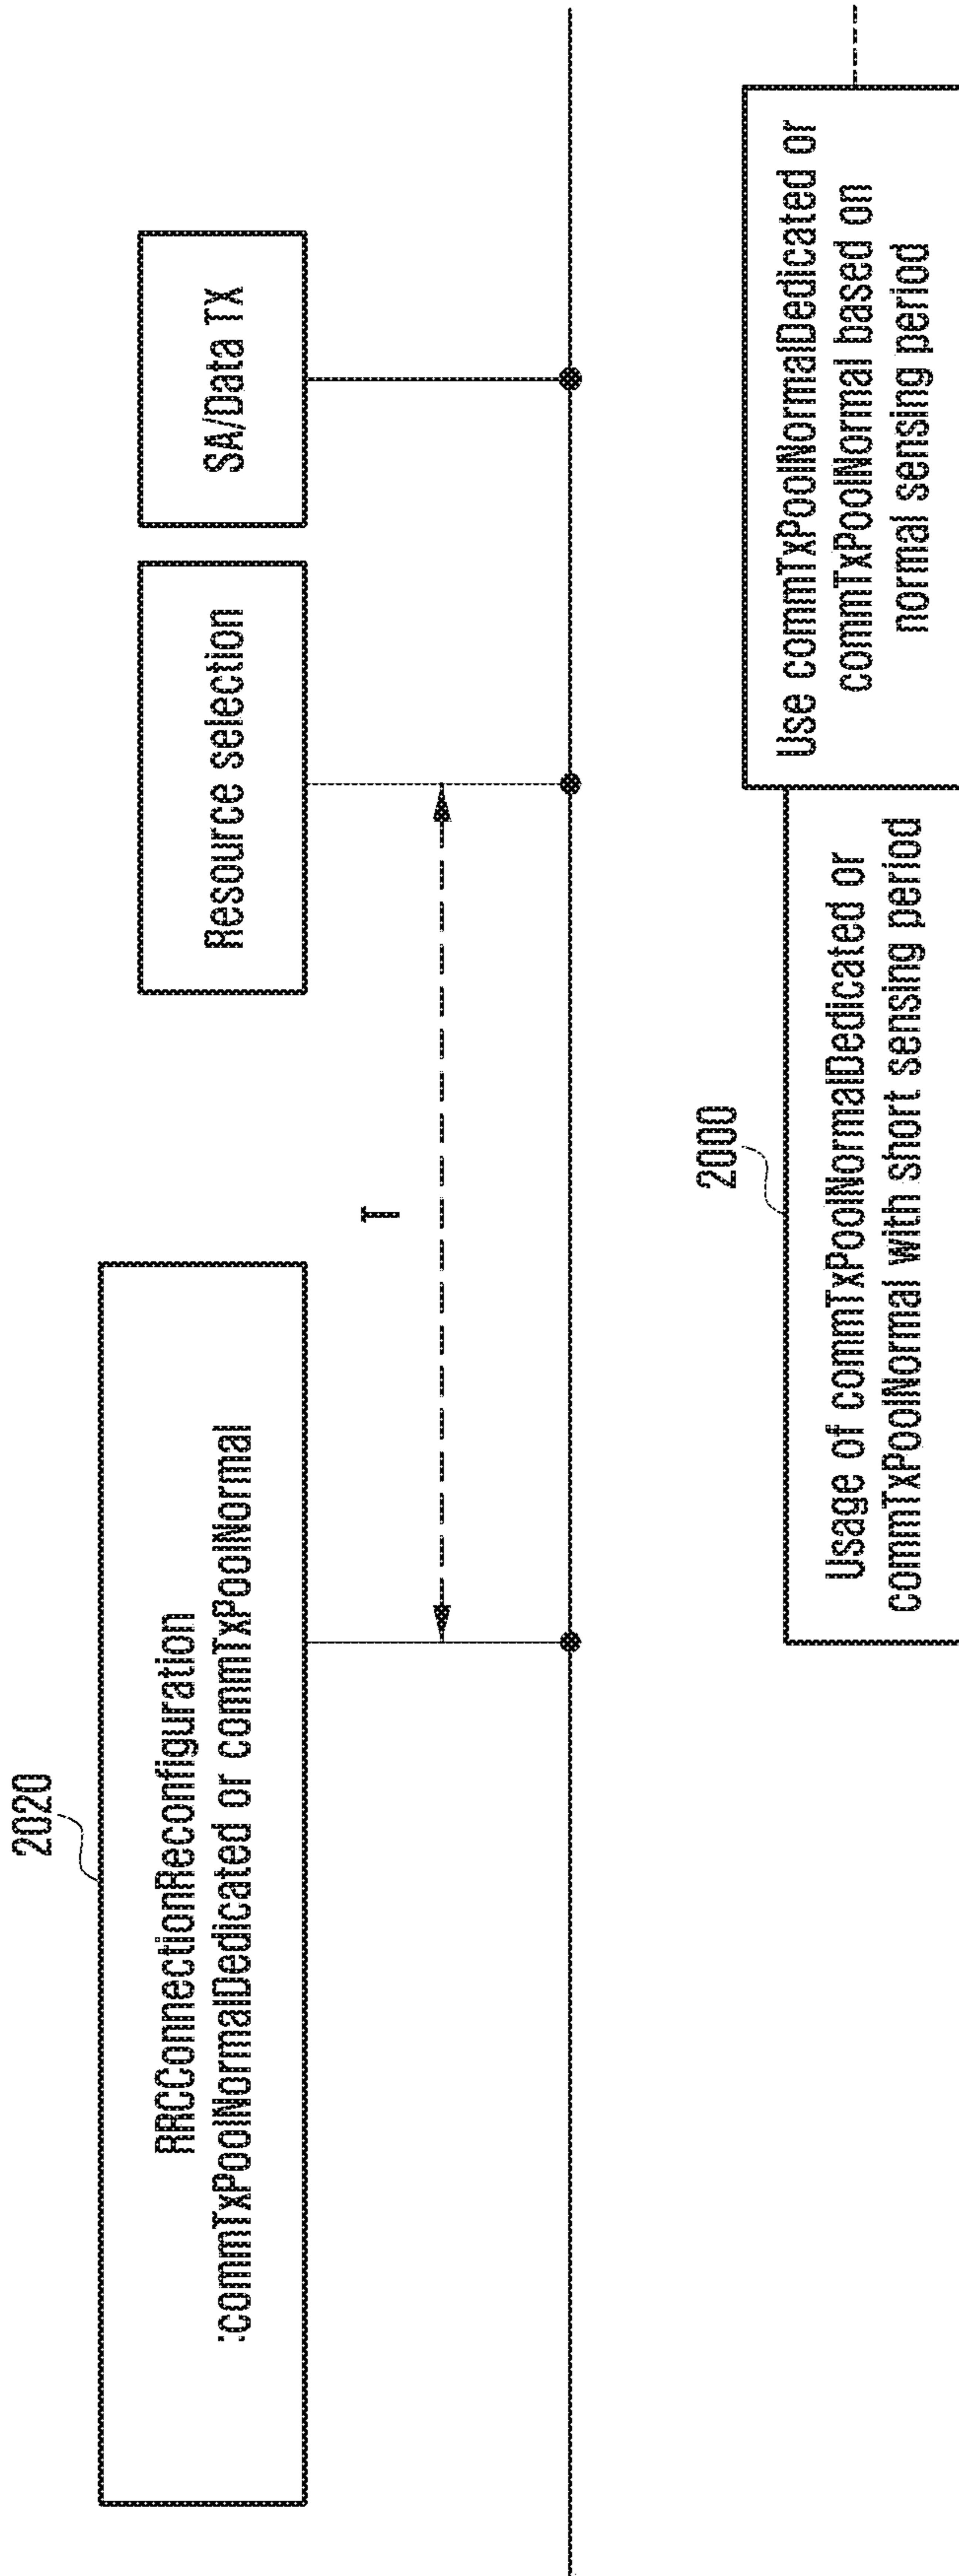 2020
RRCConnectionReconfiguration
:commTxPoolNormalDedicated or commTxPoolNormal
Resource selection
SA/Data TX
T
2000
Usage of commTxPoolNormalDedicated or
commTxPoolNormal with short sensing period
Use commTxPoolNormalDedicated or
commTxPoolNormal based on
normal sensing period